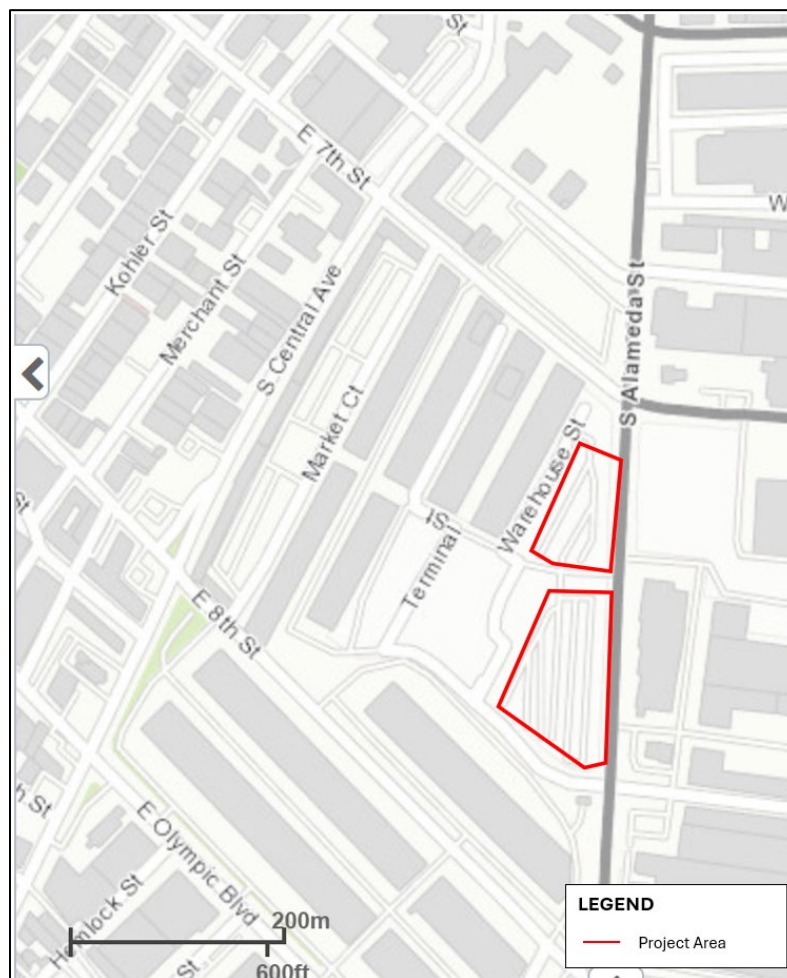 St
E 7th St
Kohler St
Merchant St
S Central Ave
S Alameda St
W
Market Ct
Warehouse St
St
Terminal
St
E 8th St
h St
E Olympic Blvd
Hemlock St
St
200m
600ft
LEGEND
Project Area